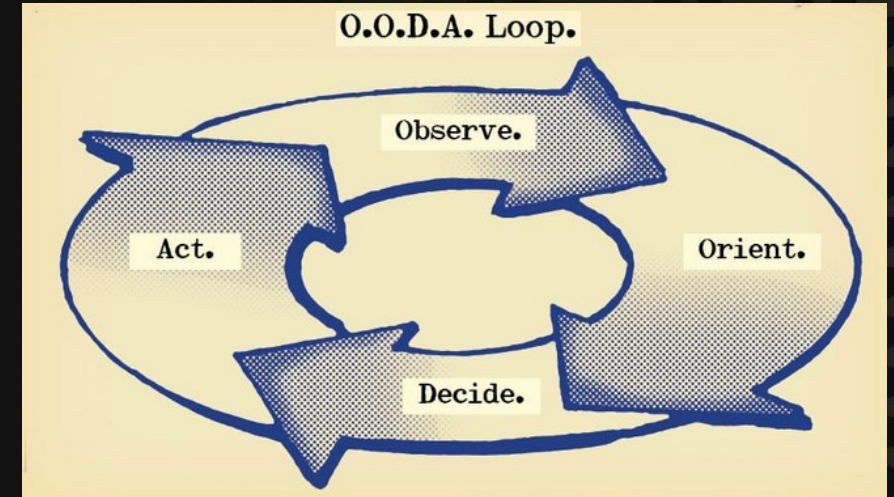 O.O.D.A. Loop.
Observe.
Orient.
Decide.
Act.